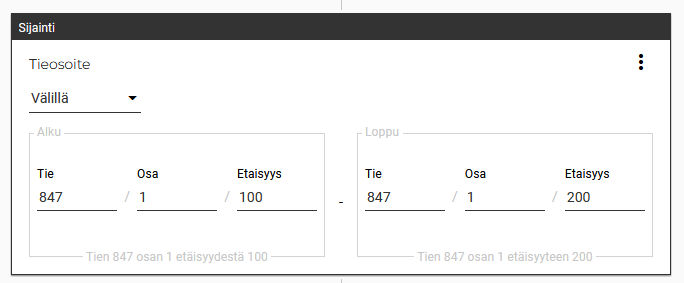 Sijainti
Tieosoite
Välillä
Alku
Tie Osa Etaisyys
847 / 1 / 100
Tien 847 osan 1 etäisyydestä 100
-
Loppu
Tie Osa Etaisyys
847 / 1 / 200
Tien 847 osan 1 etäisyyteen 200